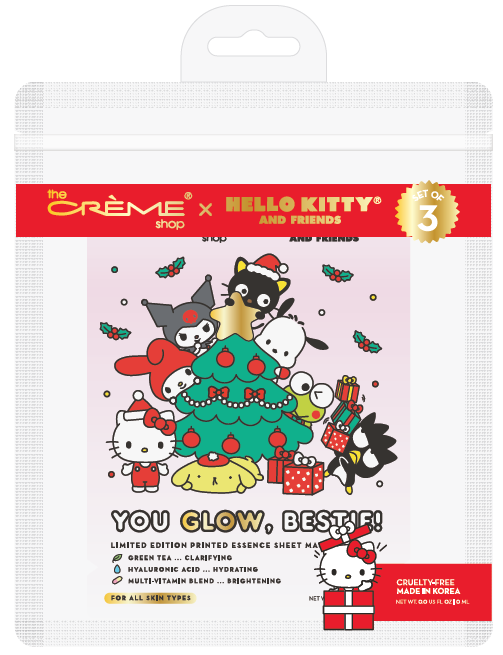 the
CRÈME®
shop
x
HELLO KITTY®
AND FRIENDS
SET OF
3
shop
AND FRIENDS
YOU GLOW, BESTIE!
LIMITED EDITION PRINTED ESSENCE SHEET
GREEN TEA ... CLARIFYING
HYALURONIC ACID ... HYDRATING
MULTI-VITAMIN BLEND ... BRIGHTENING
FOR ALL SKIN TYPES
CRUELTY-FREE
MADE IN KOREA
NET WT. 0.0 US FL OZ | 0 ML